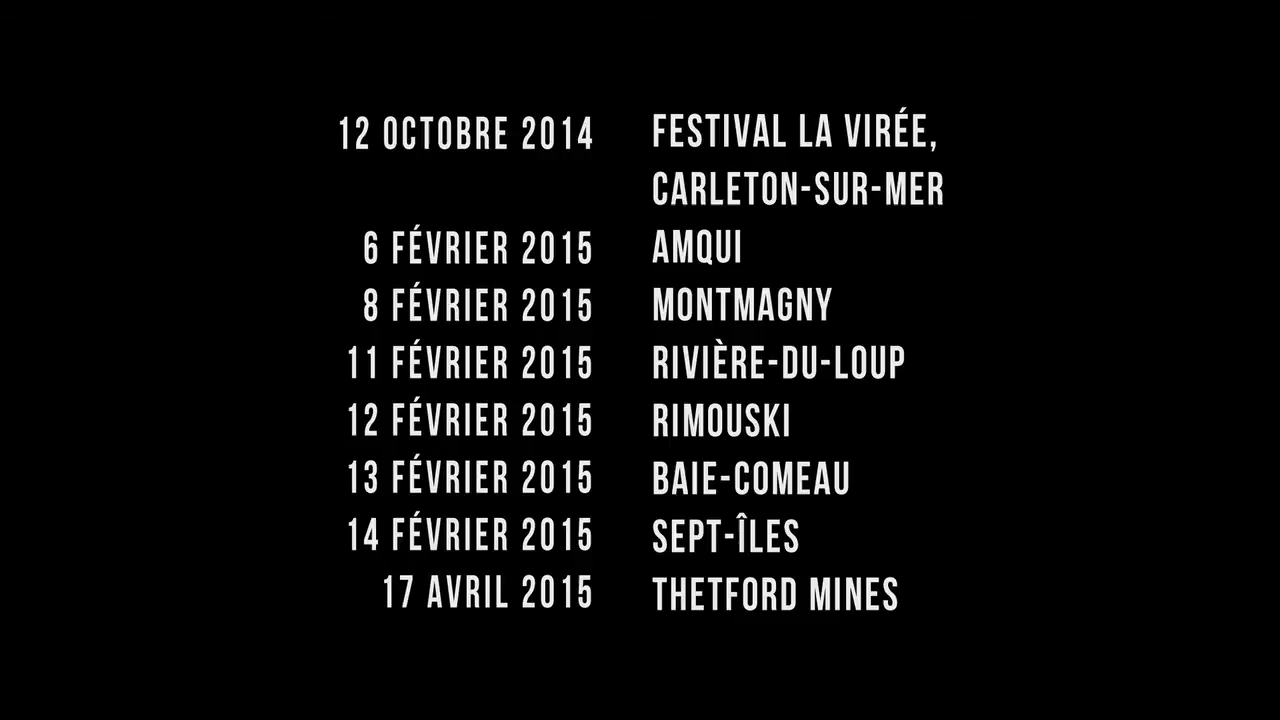 12 OCTOBRE 2014 FESTIVAL LA VIRÉE,
CARLETON-SUR-MER
6 FÉVRIER 2015 AMQUI
8 FÉVRIER 2015 MONTMAGNY
11 FÉVRIER 2015 RIVIÈRE-DU-LOUP
12 FÉVRIER 2015 RIMOUSKI
13 FÉVRIER 2015 BAIE-COMEAU
14 FÉVRIER 2015 SEPT-ÎLES
17 AVRIL 2015 THETFORD MINES